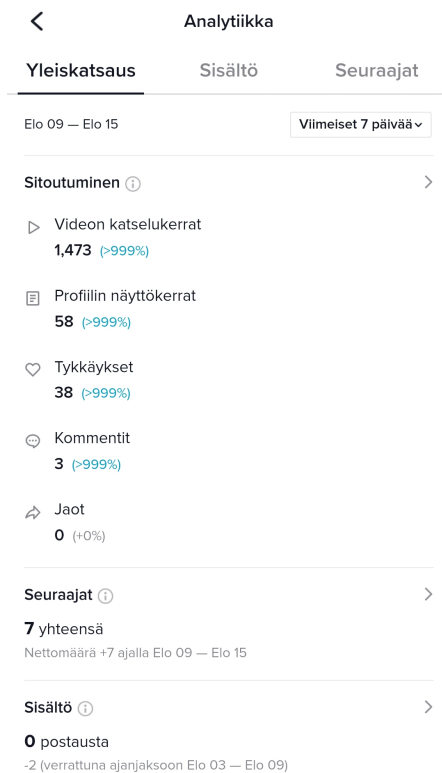 Analytiikka
Yleiskatsaus
Sisältö
Seuraajat
Elo 09 — Elo 15
Viimeiset 7 päivää
Sitoutuminen
Videon katselukerrat
1,473 (>999%)
Profiilin näyttökerrat
58 (>999%)
Tykkäykset
38 (>999%)
Kommentit
3 (>999%)
Jaot
0 (+0%)
Seuraajat
7 yhteensä
Nettomäärä +7 ajalla Elo 09 — Elo 15
Sisältö
0 postausta
-2 (verrattuna ajanjaksoon Elo 03 — Elo 09)